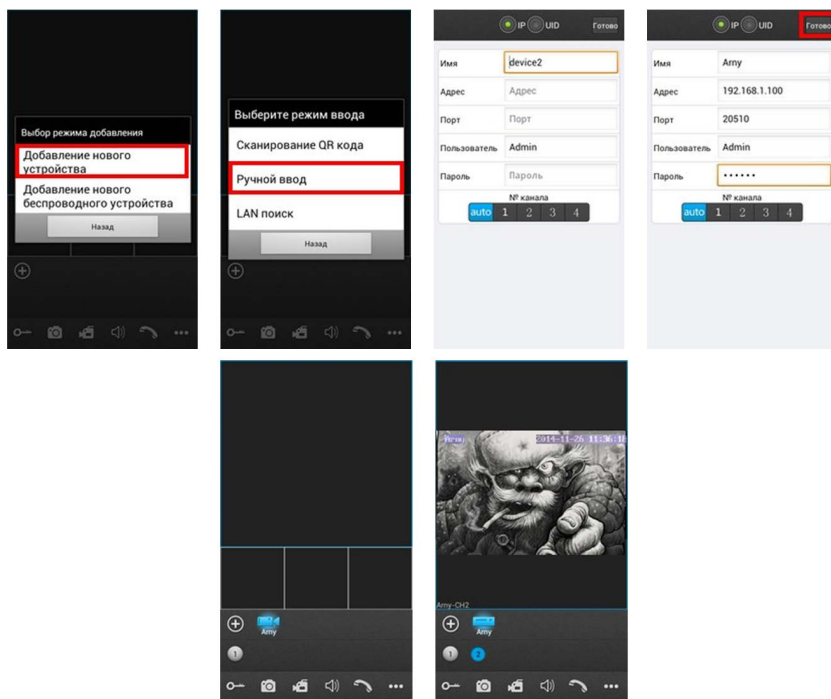 Выбор режима добавления
Добавление нового
устройства
Добавление нового
беспроводного устройства
Назад
Выберите режим ввода
Сканирование QR кода
Ручной ввод
LAN поиск
Назад
IP UID Готово
Имя device2
Адрес Адрес
Порт Порт
Пользователь Admin
Пароль Пароль
№ канала
auto 1 2 3 4
IP UID Готово
Имя Arny
Адрес 192.168.1.100
Порт 20510
Пользователь Admin
Пароль ••••••
№ канала
auto 1 2 3 4
Arny
1
2014-11-26 11:36:18
Arny-CH2
Arny
1 2